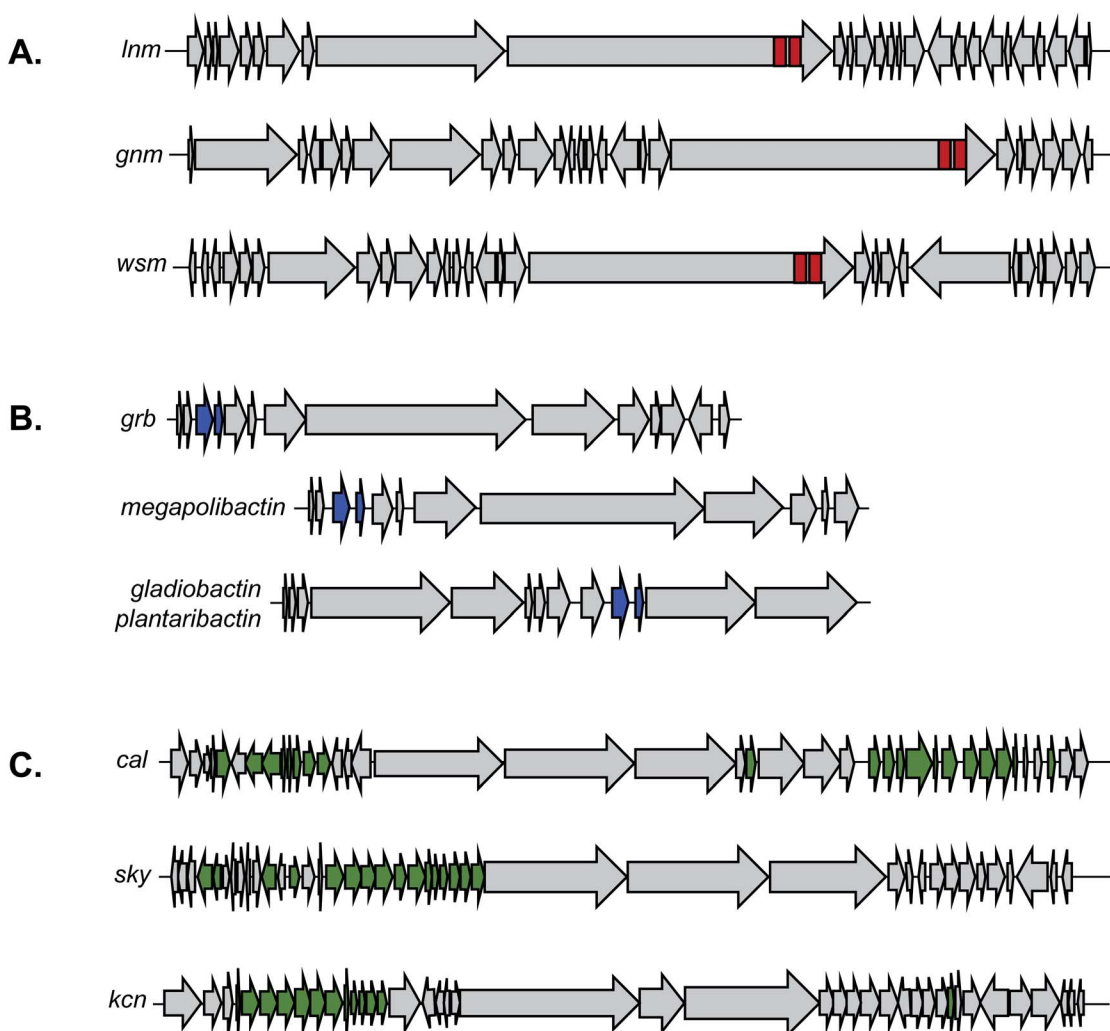 A.
lnm
gnm
wsm
B.
grb
megapolibactin
gladiobactin
plantaribactin
C.
cal
sky
kcn